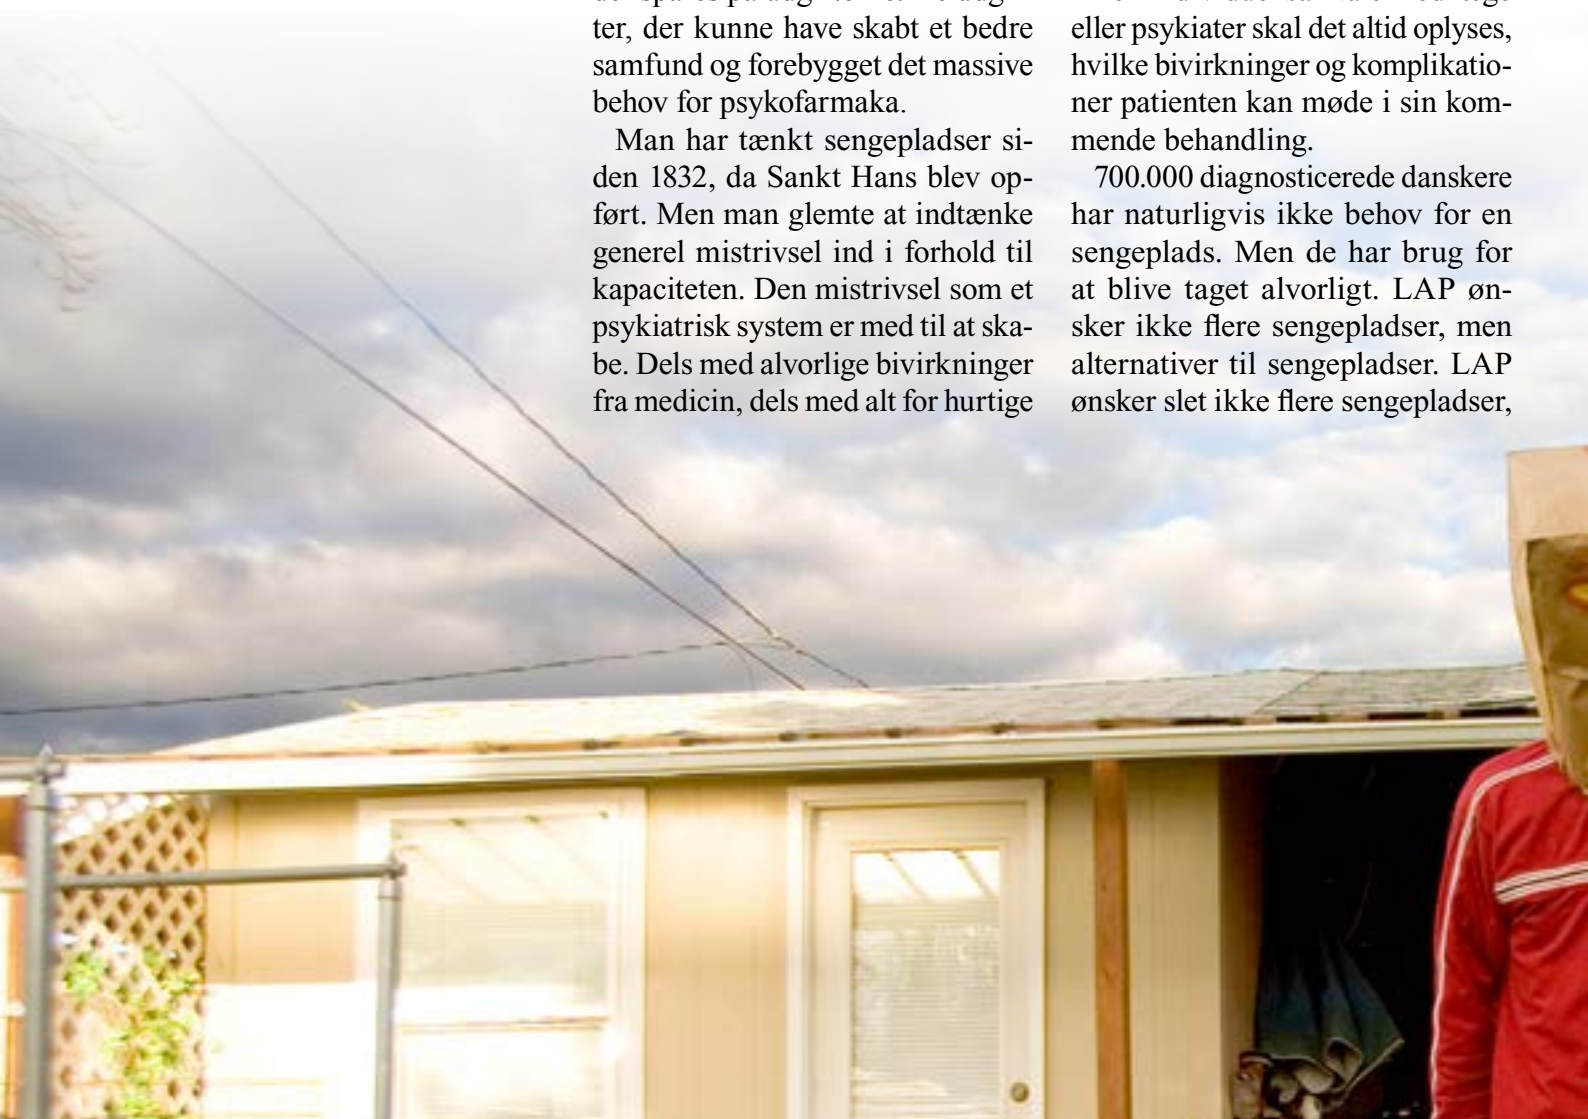 ter, der kunne have skabt et bedre
samfund og forebygget det massive
behov for psykofarmaka.
Man har tænkt sengepladser si-
den 1832, da Sankt Hans blev op-
ført. Men man glemte at indtænke
generel mistrivsel ind i forhold til
kapaciteten. Den mistrivsel som et
psykiatrisk system er med til at ska-
be. Dels med alvorlige bivirkninger
fra medicin, dels med alt for hurtige
eller psykiater skal det altid oplyses,
hvilke bivirkninger og komplikatio-
ner patienten kan møde i sin kom-
mende behandling.
700.000 diagnosticerede danskere
har naturligvis ikke behov for en
sengeplads. Men de har brug for
at blive taget alvorligt. LAP øn-
sker ikke flere sengepladser, men
alternativer til sengepladser. LAP
ønsker slet ikke flere sengepladser,